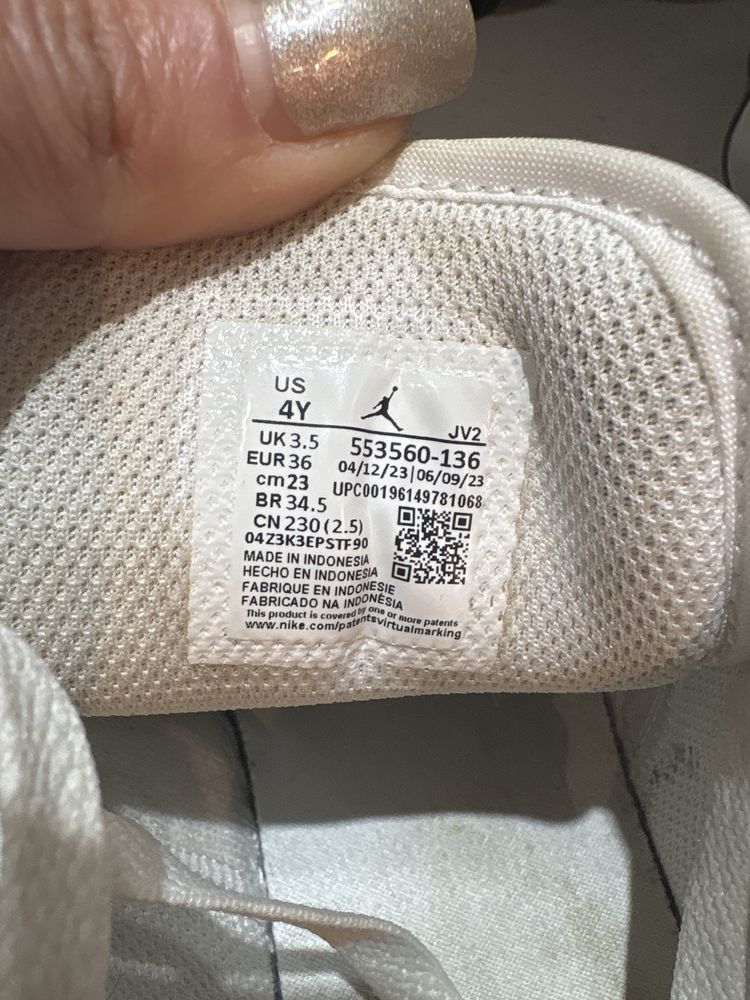 US
4Y
JV2
UK 3.5
553560-136
EUR 36
04/12/23|06/09/23
cm 23
UPC00196149781068
BR 34.5
CN 230 (2.5)
04Z3K3EPSTF90
MADE IN INDONESIA
HECHO EN INDONESIA
FABRIQUE EN INDONESIE
FABRICADO NA INDONÉSIA
This product is covered by one or more patents
www.nike.com/patentsvirtualmarking